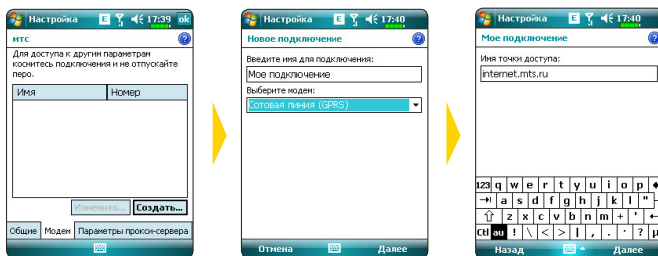 Настройка E 17:39 ok
мтс
Для доступа к другим параметрам
коснитесь подключения и не отпускайте
перо.
Имя Номер
Изменить... Создать...
Общие Модем Параметры прокси-сервера
Настройка E 17:40
Новое подключение
Введите имя для подключения:
Мое подключение
Выберите модем:
Сотовая линия (GPRS)
Отмена Далее
Настройка E 17:40
Мое подключение
Имя точки доступа:
internet.mts.ru
123 q w e r t y u i o p
a s d f g h j k l "
z x c v b n m + '
Ctl au ! \ < > | , . · ? µ
Назад Далее